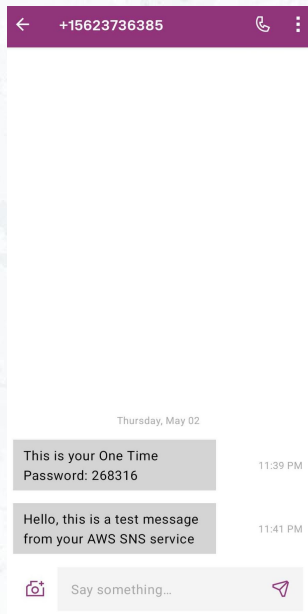 +15623736385
Thursday, May 02
This is your One Time
Password: 268316
11:39 PM
Hello, this is a test message
from your AWS SNS service
11:41 PM
Say something...